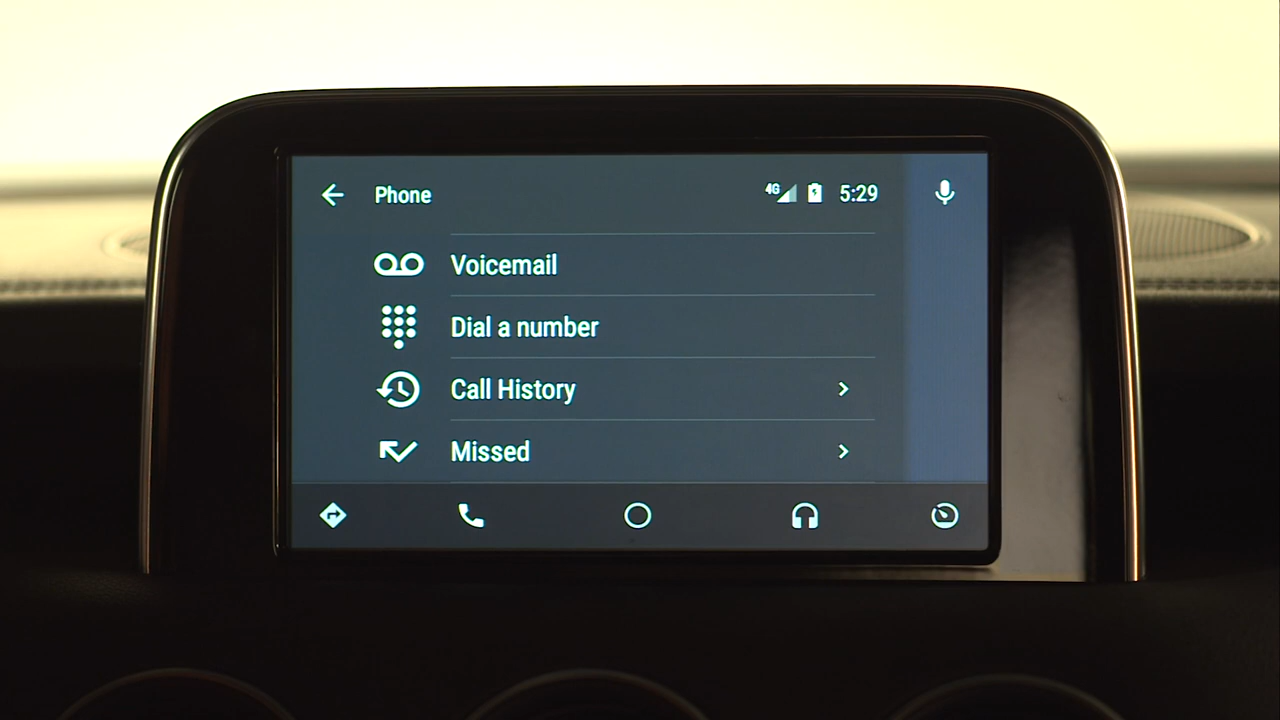 Phone
4G
5:29
Voicemail
Dial a number
Call History
Missed